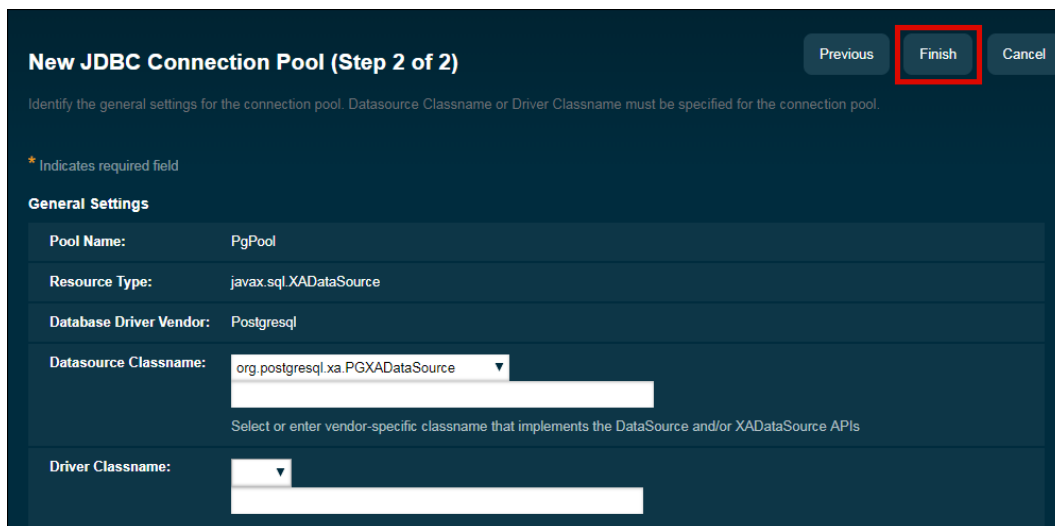 New JDBC Connection Pool (Step 2 of 2)
Previous
Finish
Cancel
Identify the general settings for the connection pool. Datasource Classname or Driver Classname must be specified for the connection pool.
* Indicates required field
General Settings
Pool Name: PgPool
Resource Type: javax.sql.XADataSource
Database Driver Vendor: Postgresql
Datasource Classname: org.postgresql.xa.PGXADataSource
Select or enter vendor-specific classname that implements the DataSource and/or XADataSource APIs
Driver Classname: